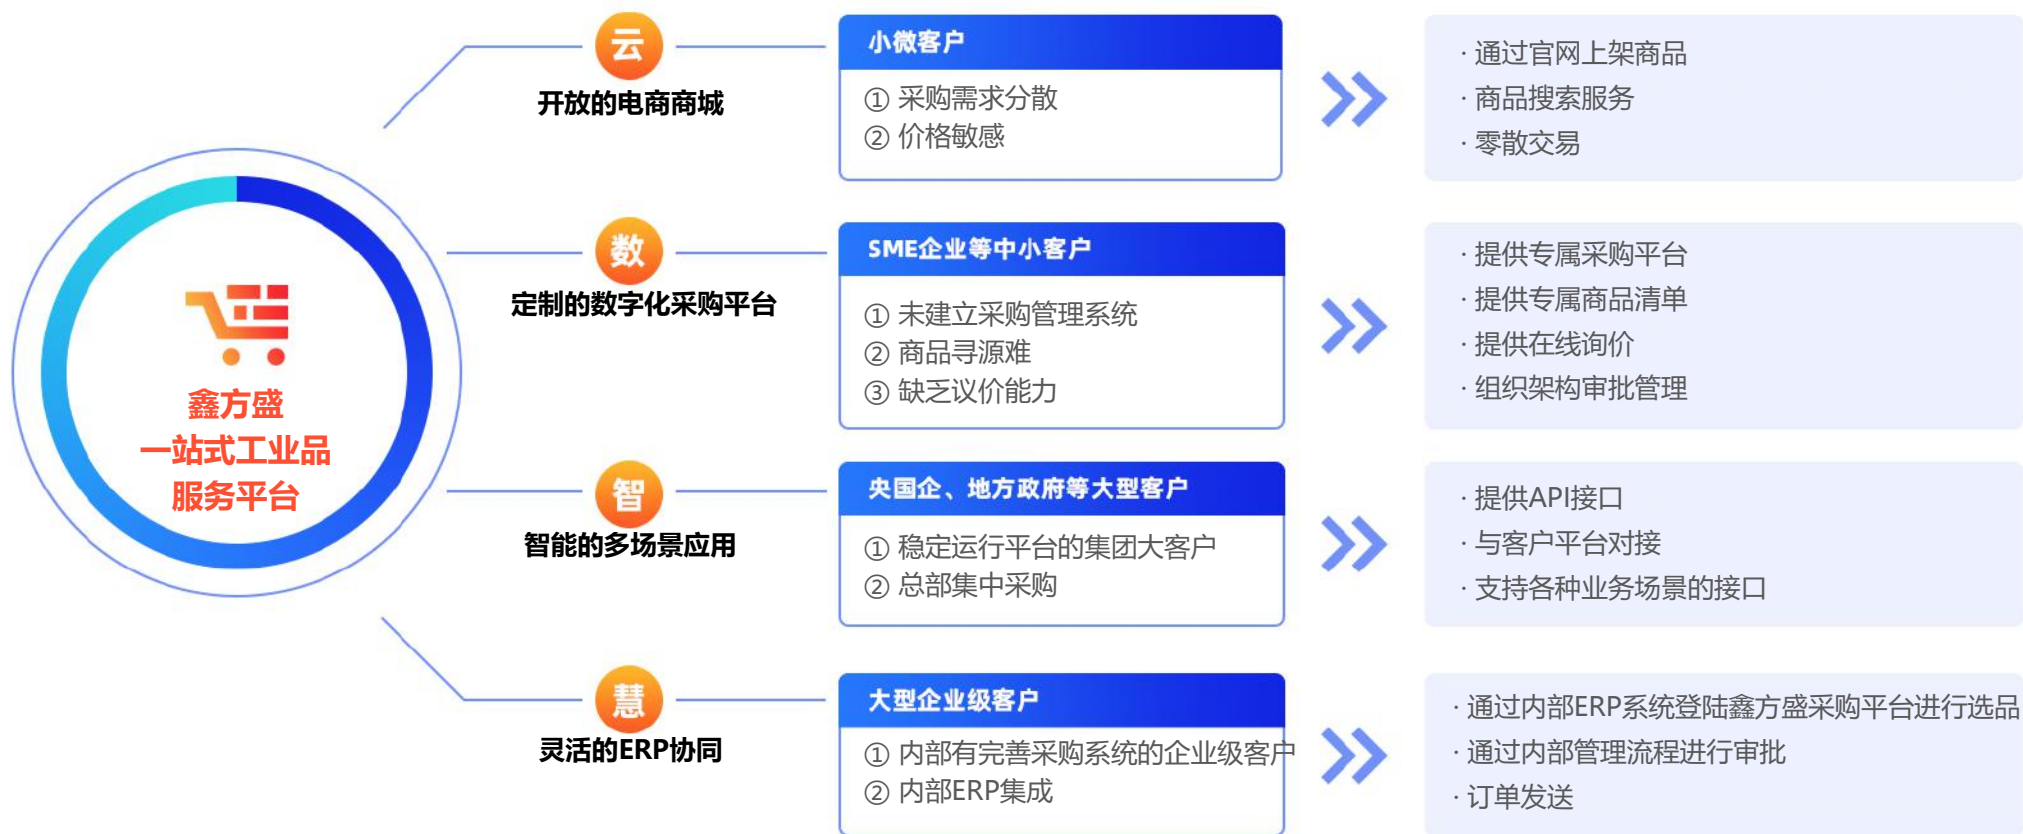 鑫方盛
一站式工业品
服务平台
云
开放的电商商城
小微客户
① 采购需求分散
② 价格敏感
· 通过官网上架商品
· 商品搜索服务
· 零散交易
数
定制的数字化采购平台
SME企业等中小客户
① 未建立采购管理系统
② 商品寻源难
③ 缺乏议价能力
· 提供专属采购平台
· 提供专属商品清单
· 提供在线询价
· 组织架构审批管理
智
智能的多场景应用
央国企、地方政府等大型客户
① 稳定运行平台的集团大客户
② 总部集中采购
· 提供API接口
· 与客户平台对接
· 支持各种业务场景的接口
慧
灵活的ERP协同
大型企业级客户
① 内部有完善采购系统的企业级客户
② 内部ERP集成
· 通过内部ERP系统登陆鑫方盛采购平台进行选品
· 通过内部管理流程进行审批
· 订单发送